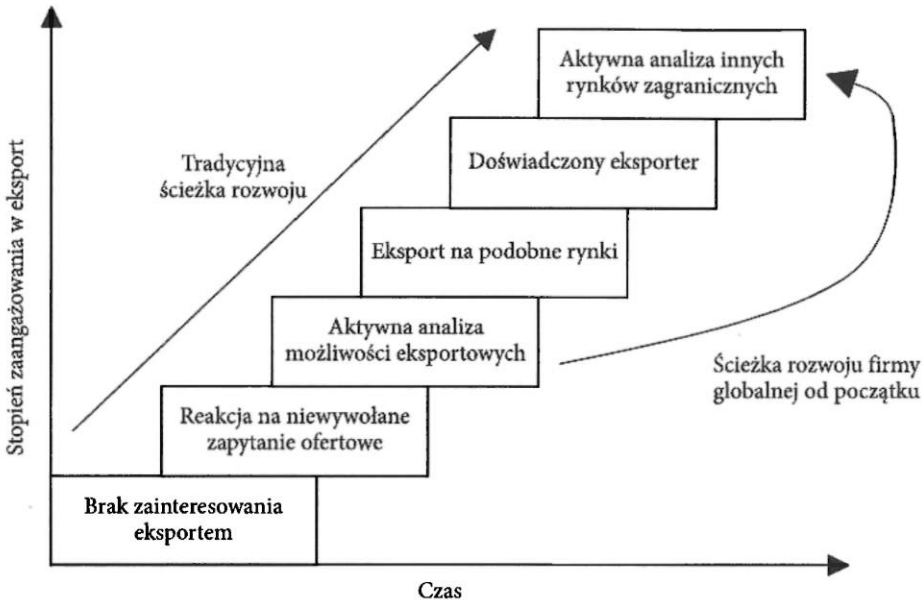 Stopień zaangażowania w eksport
Aktywna analiza innych
rynków zagranicznych
Doświadczony eksporter
Tradycyjna
ścieżka rozwoju
Eksport na podobne rynki
Aktywna analiza
możliwości eksportowych
Ścieżka rozwoju firmy
globalnej od początku
Reakcja na niewywołane
zapytanie ofertowe
Brak zainteresowania
eksportem
Czas